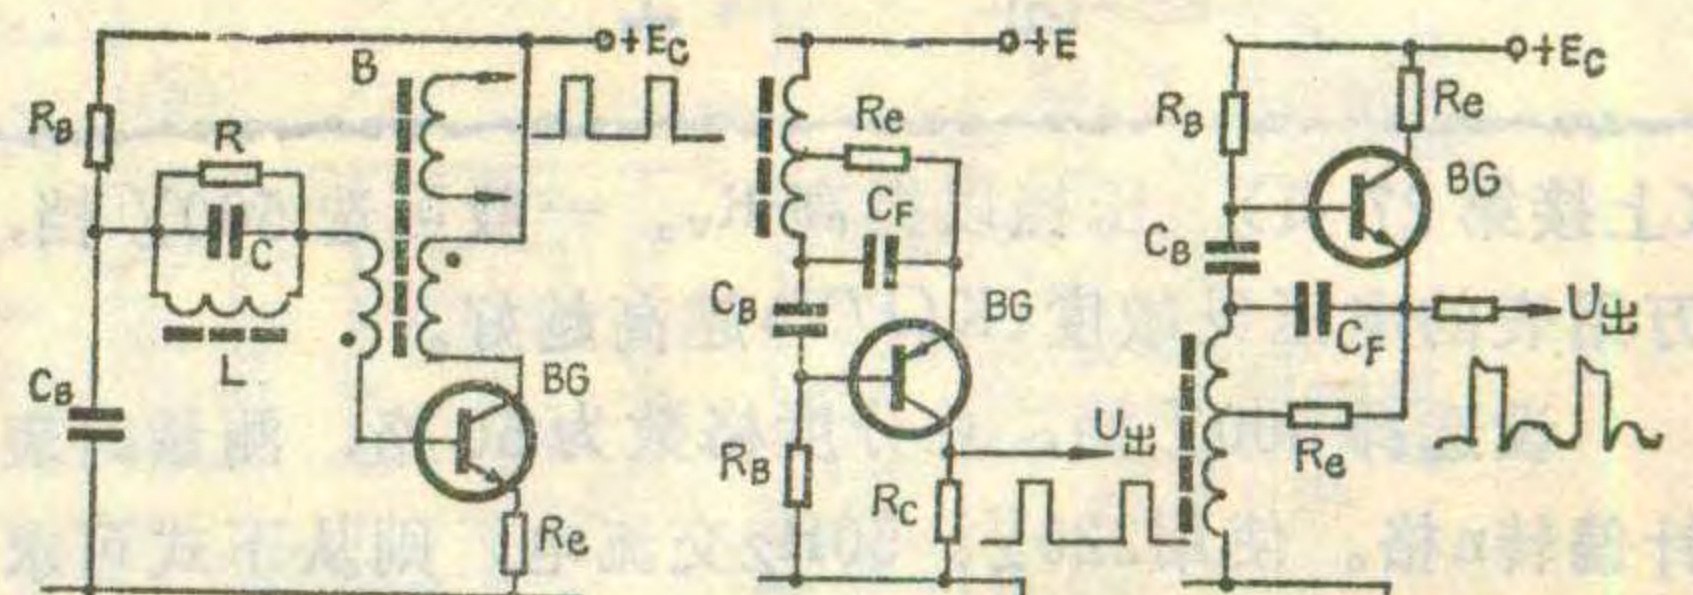 B
+Ec
RB
R
C
L
CB
BG
Re
+E
Re
CF
CB
BG
U出
RB
Rc
+Ec
RB
Re
BG
CB
CF
U出
Re